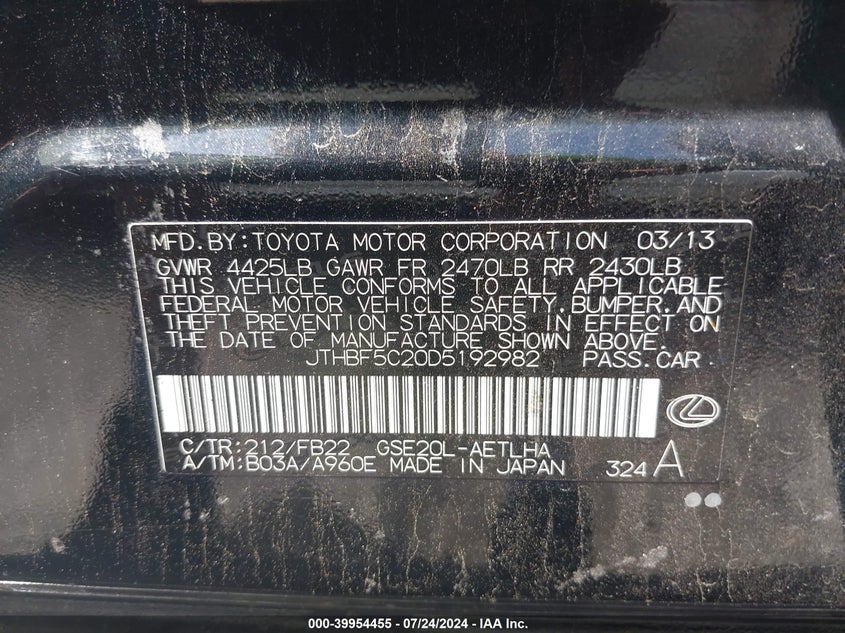 MFD.BY:TOYOTA MOTOR CORPORATION 03/13
GVWR 4425LB GAWR FR 2470LB RR 2430LB
THIS VEHICLE CONFORMS TO ALL APPLICABLE
FEDERAL MOTOR VEHICLE SAFETY,BUMPER,AND
THEFT PREVENTION STANDARDS IN EFFECT ON
THE DATE OF MANUFACTURE SHOWN ABOVE.
JTHBF5C20D5192982 PASS.CAR
C/TR:212/FB22 GSE20L-AETLHA
A/TM:B03A/A960E MADE IN JAPAN 324 A
000-39954455 - 07/24/2024 - IAA Inc.